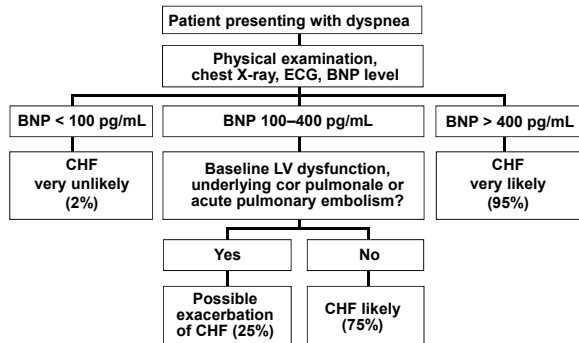 Patient presenting with dyspnea
Physical examination,
chest X-ray, ECG, BNP level
BNP < 100 pg/mL
BNP 100–400 pg/mL
BNP > 400 pg/mL
CHF
very unlikely
(2%)
Baseline LV dysfunction,
underlying cor pulmonale or
acute pulmonary embolism?
CHF
very likely
(95%)
Yes
No
Possible
exacerbation
of CHF (25%)
CHF likely
(75%)